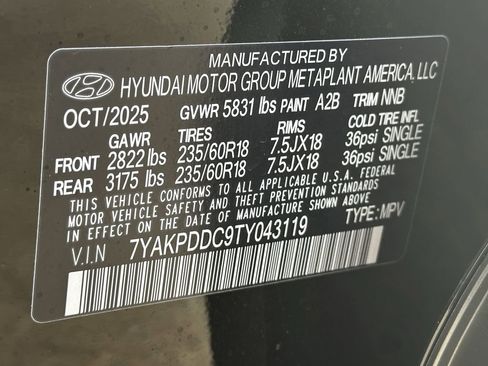 MANUFACTURED BY
HYUNDAI MOTOR GROUP METAPLANT AMERICA, LLC
OCT/2025 GVWR 5831 lbs PAINT A2B TRIM NNB
GAWR TIRES RIMS COLD TIRE INFL
FRONT 2822 lbs 235/60R18 7.5JX18 36psi SINGLE
REAR 3175 lbs 235/60R18 7.5JX18 36psi SINGLE
THIS VEHICLE CONFORMS TO ALL APPLICABLE U.S.A. FEDERAL
MOTOR VEHICLE SAFETY AND THEFT PREVENTION STANDARDS
IN EFFECT ON THE DATE OF MANUFACTURE SHOWN ABOVE.
V.I.N 7YAKPDDC9TY043119 TYPE : MPV